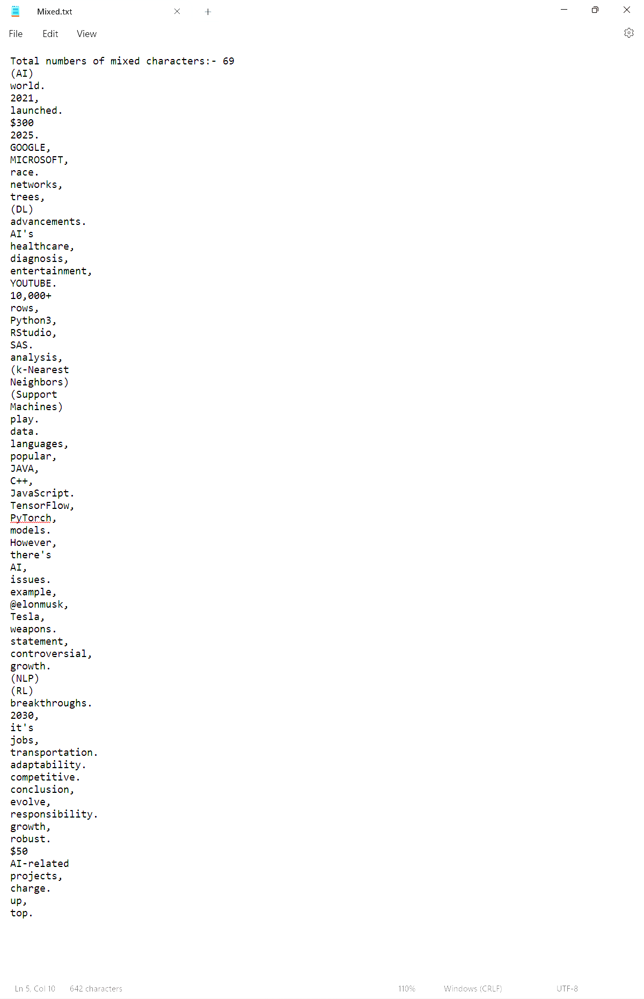 Mixed.txt
File Edit View
Total numbers of mixed characters:- 69
(AI)
world.
2021,
launched.
$300
2025.
GOOGLE,
MICROSOFT,
race.
networks,
trees,
(DL)
advancements.
AI's
healthcare,
diagnosis,
entertainment,
YOUTUBE.
10,000+
rows,
Python3,
RStudio,
SAS.
analysis,
(k-Nearest
Neighbors)
(Support
Machines)
play.
data.
languages,
popular,
JAVA,
C++,
JavaScript.
TensorFlow,
PyTorch,
models.
However,
there's
AI,
issues.
example,
@elonmusk,
Tesla,
weapons.
statement,
controversial,
growth.
(NLP)
(RL)
breakthroughs.
2030,
it's
jobs,
transportation.
adaptability.
competitive.
conclusion,
evolve,
responsibility.
growth,
robust.
$50
AI-related
projects,
charge.
up,
top.
Ln 5, Col 10 642 characters 110% Windows (CRLF) UTF-8